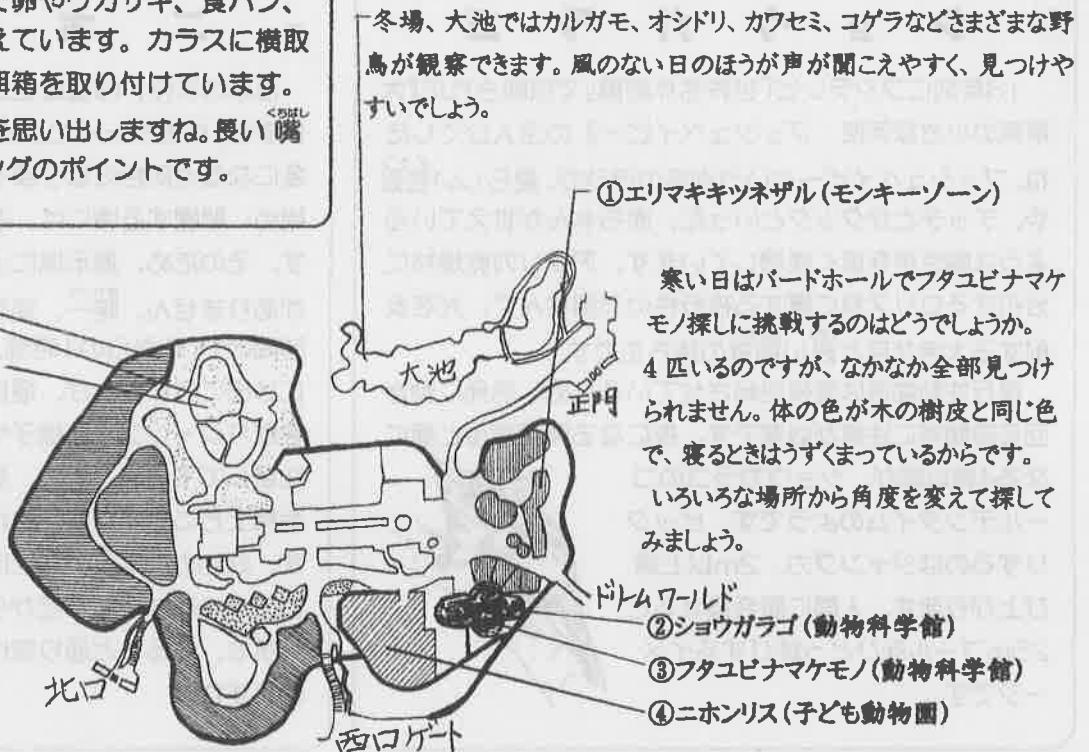 卵やワカサギ、食パン、
えています。カラスに横取
餌箱を取り付けています。
を思い出しますね。長い嘴
くちばし
グのポイントです。
冬場、大池ではカルガモ、オシドリ、カワセミ、コゲラなどさまざまな野
鳥が観察できます。風のない日のほうが声が聞こえやすく、見つけや
すいでしょう。
①エリマキキツネザル(モンキーゾーン)
寒い日はバードホールでフタユビナマケ
モノ探しに挑戦するのはどうでしょうか。
4匹いるのですが、なかなか全部見つけ
られません。体の色が木の樹皮と同じ色
で、寝るときはうずくまっているからです。
いろいろな場所から角度を変えて探して
みましょう。
大池
正門
ドリームワールド
②ショウガラゴ(動物科学館)
③フタユビナマケモノ(動物科学館)
④ニホンリス(子ども動物園)
北口
西口ゲート